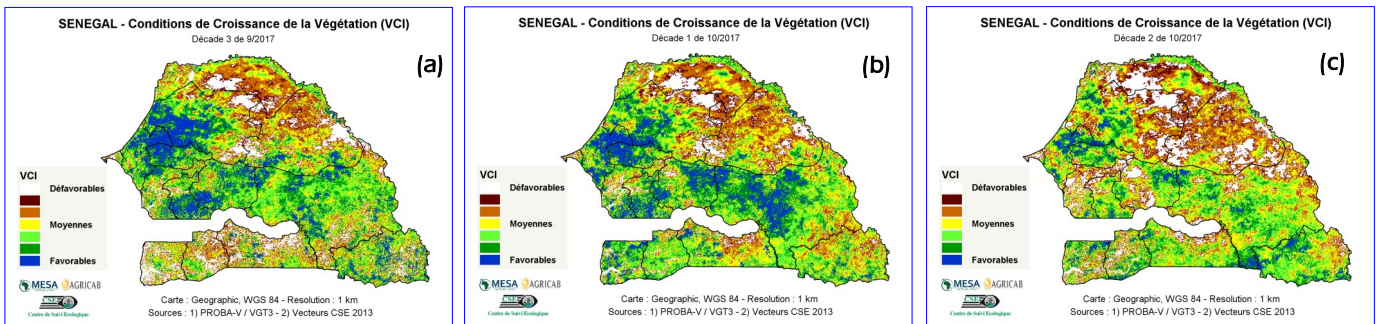 SENEGAL - Conditions de Croissance de la Végétation (VCI)
Décade 3 de 9/2017
(a)
VCI
Défavorables
Moyennes
Favorables
MESA AGRICAB
CSE
Centre de Suivi Ecologique
Carte : Geographic, WGS 84 - Resolution : 1 km
Sources : 1) PROBA-V / VGT3 - 2) Vecteurs CSE 2013
SENEGAL - Conditions de Croissance de la Végétation (VCI)
Décade 1 de 10/2017
(b)
VCI
Défavorables
Moyennes
Favorables
MESA AGRICAB
CSE
Centre de Suivi Ecologique
Carte : Geographic, WGS 84 - Resolution : 1 km
Sources : 1) PROBA-V / VGT3 - 2) Vecteurs CSE 2013
SENEGAL - Conditions de Croissance de la Végétation (VCI)
Décade 2 de 10/2017
(c)
VCI
Défavorables
Moyennes
Favorables
MESA AGRICAB
CSE
Centre de Suivi Ecologique
Carte : Geographic, WGS 84 - Resolution : 1 km
Sources : 1) PROBA-V / VGT3 - 2) Vecteurs CSE 2013